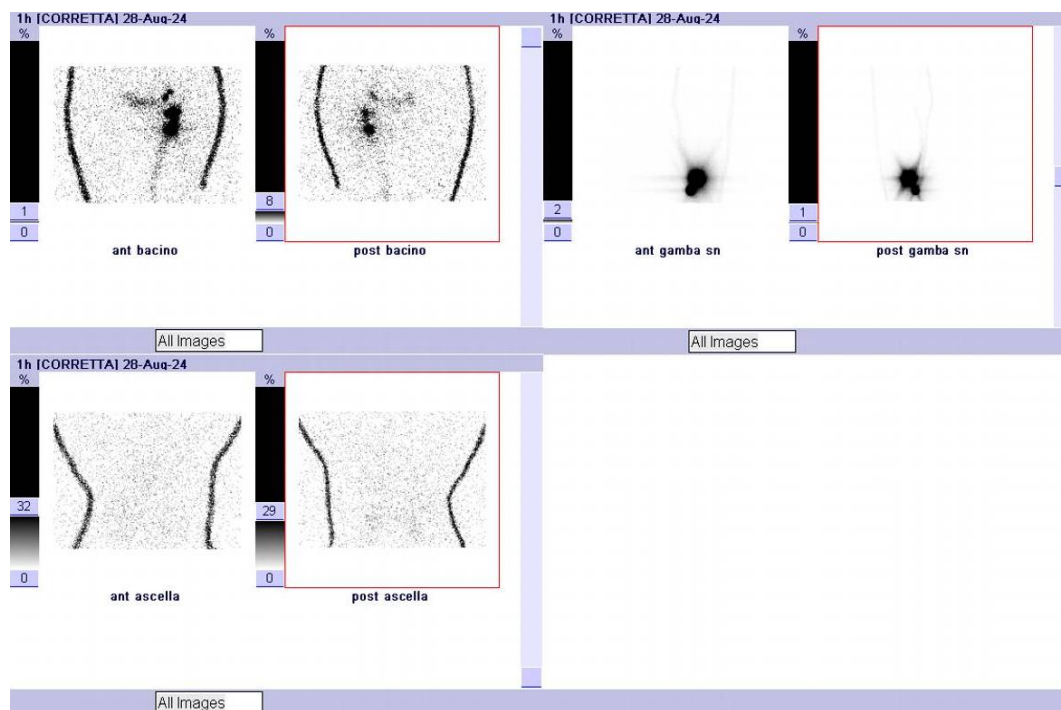 1h [CORRETTA] 28-Aug-24
%
%
1
0
8
0
ant bacino
post bacino
All Images
1h [CORRETTA] 28-Aug-24
%
%
2
0
1
0
ant gamba sn
post gamba sn
All Images
1h [CORRETTA] 28-Aug-24
%
%
32
0
29
0
ant ascella
post ascella
All Images